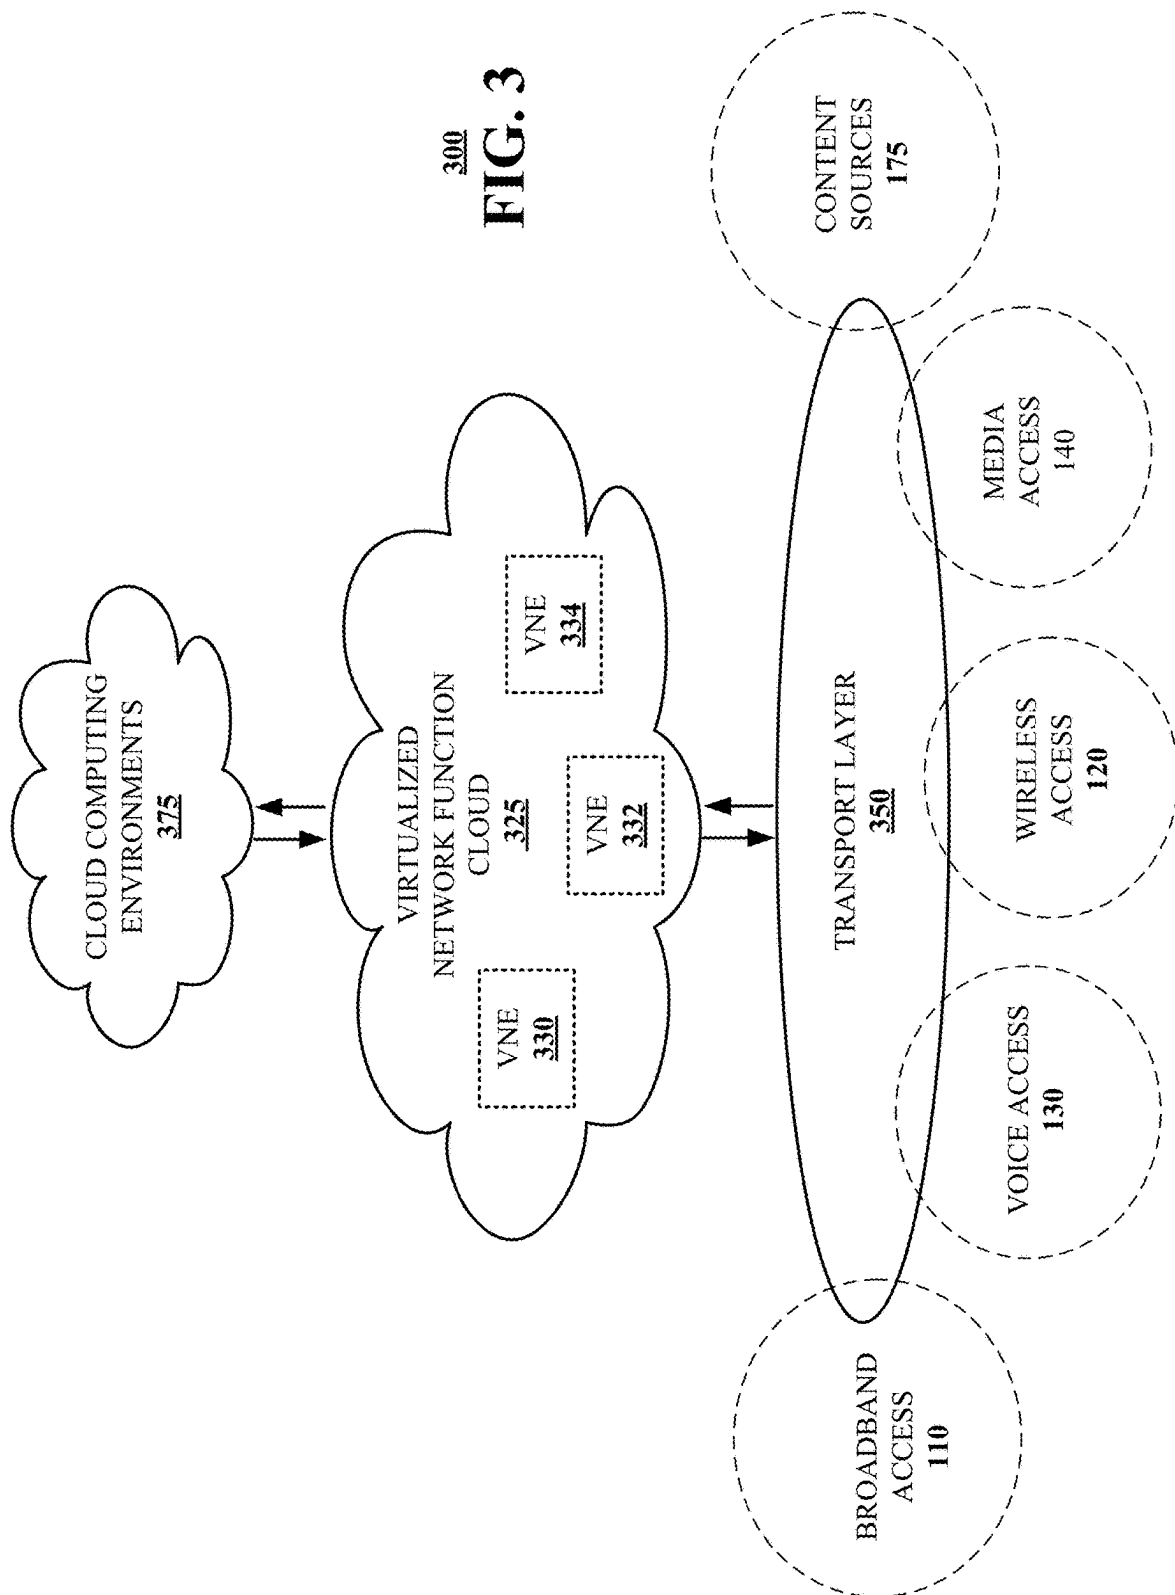 CLOUD COMPUTING
ENVIRONMENTS
375
VIRTUALIZED
NETWORK FUNCTION
CLOUD
325
VNE
330
VNE
332
VNE
334
TRANSPORT LAYER
350
BROADBAND
ACCESS
110
VOICE ACCESS
130
WIRELESS
ACCESS
120
MEDIA
ACCESS
140
CONTENT
SOURCES
175
300
FIG. 3